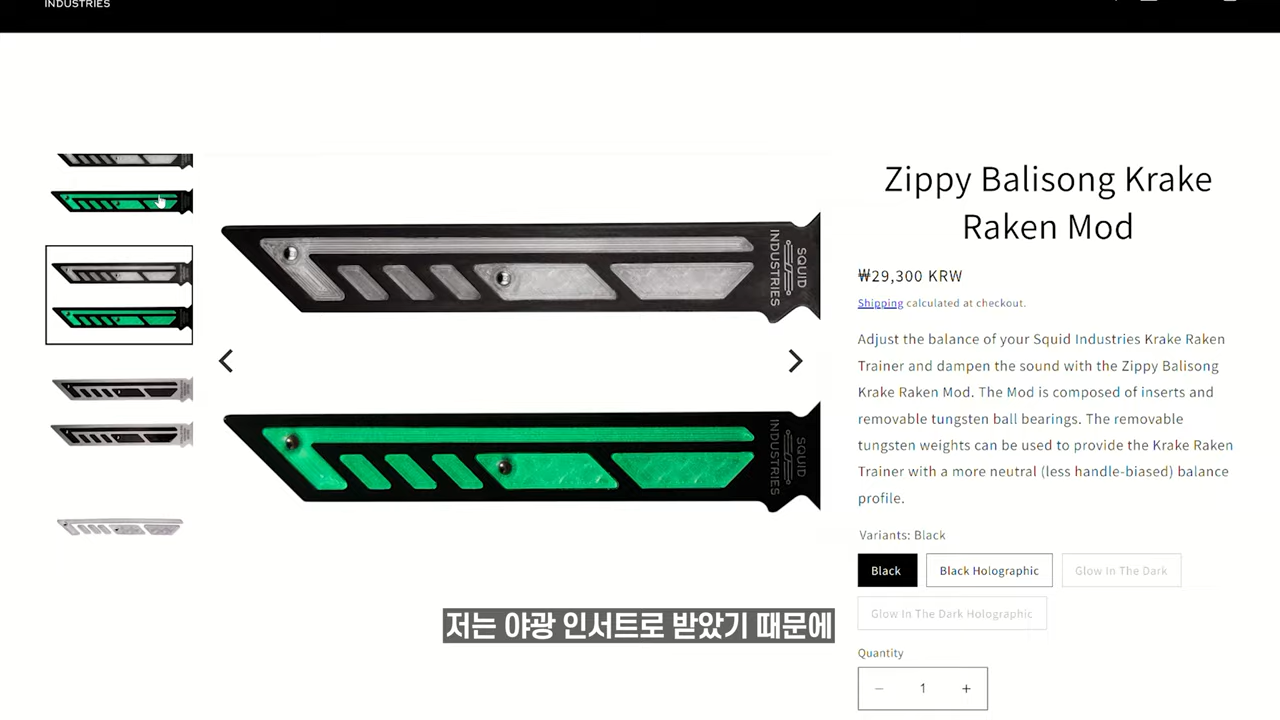 INDUSTRIES
SQUID
INDUSTRIES
SQUID
INDUSTRIES
Zippy Balisong Krake
Raken Mod
₩29,300 KRW
Shipping calculated at checkout.
Adjust the balance of your Squid Industries Krake Raken
Trainer and dampen the sound with the Zippy Balisong
Krake Raken Mod. The Mod is composed of inserts and
removable tungsten ball bearings. The removable
tungsten weights can be used to provide the Krake Raken
Trainer with a more neutral (less handle-biased) balance
profile.
Variants: Black
Black
Black Holographic
Glow In The Dark
Glow In The Dark Holographic
Quantity
− 1 +
저는 야광 인서트로 받았기 때문에